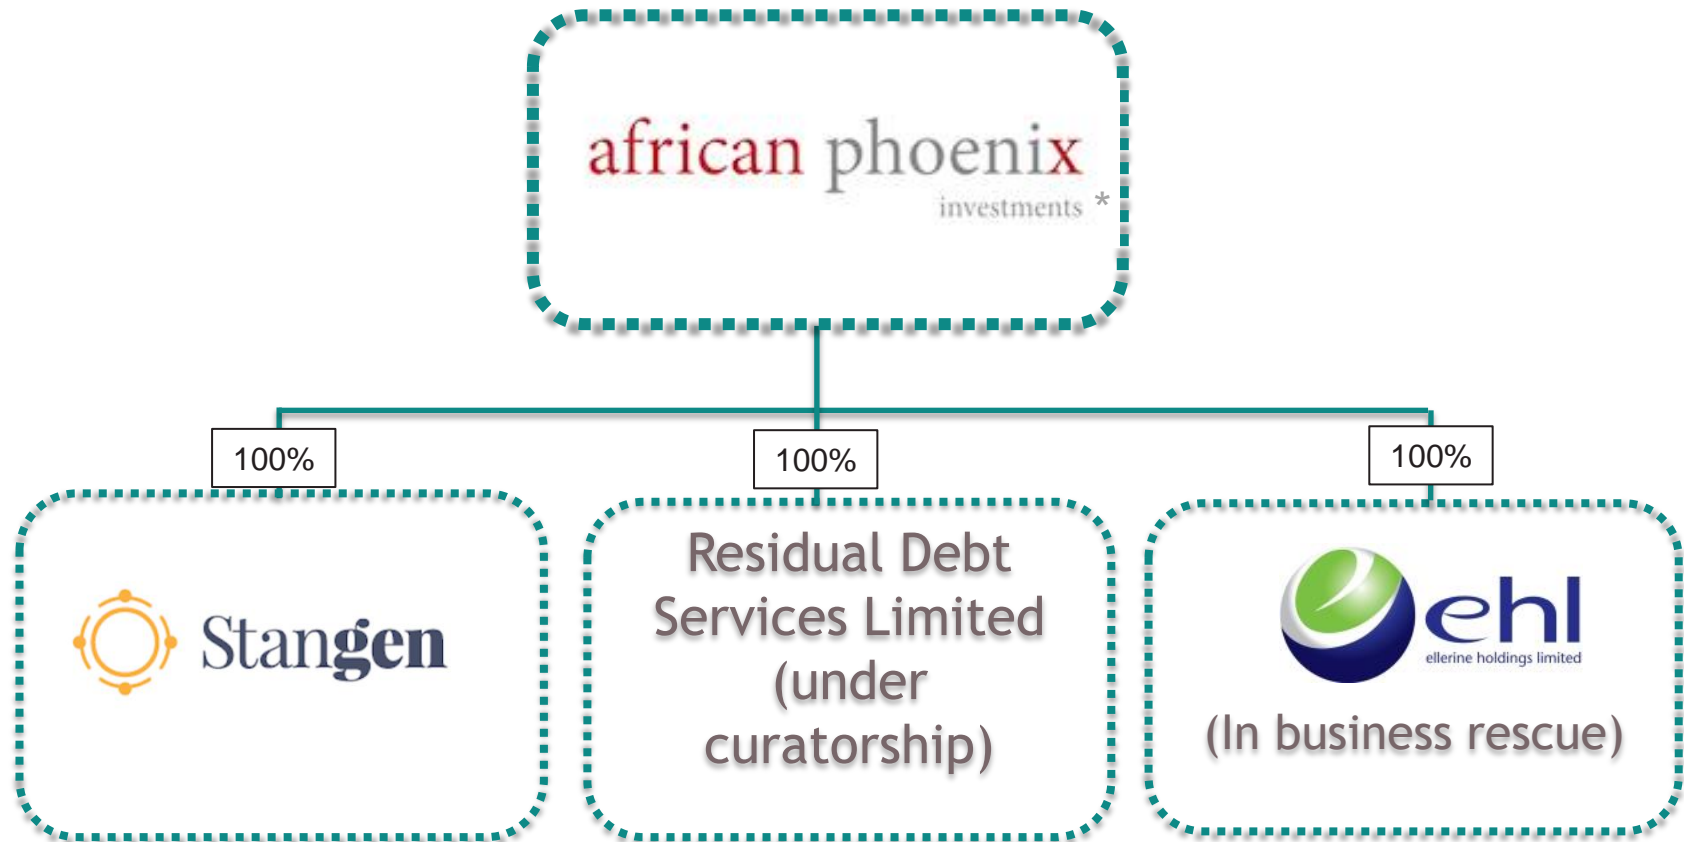 african phoenix
investments *
100%
100%
100%
Stangen
Residual Debt
Services Limited
(under
curatorship)
ehl
ellerine holdings limited
(In business rescue)